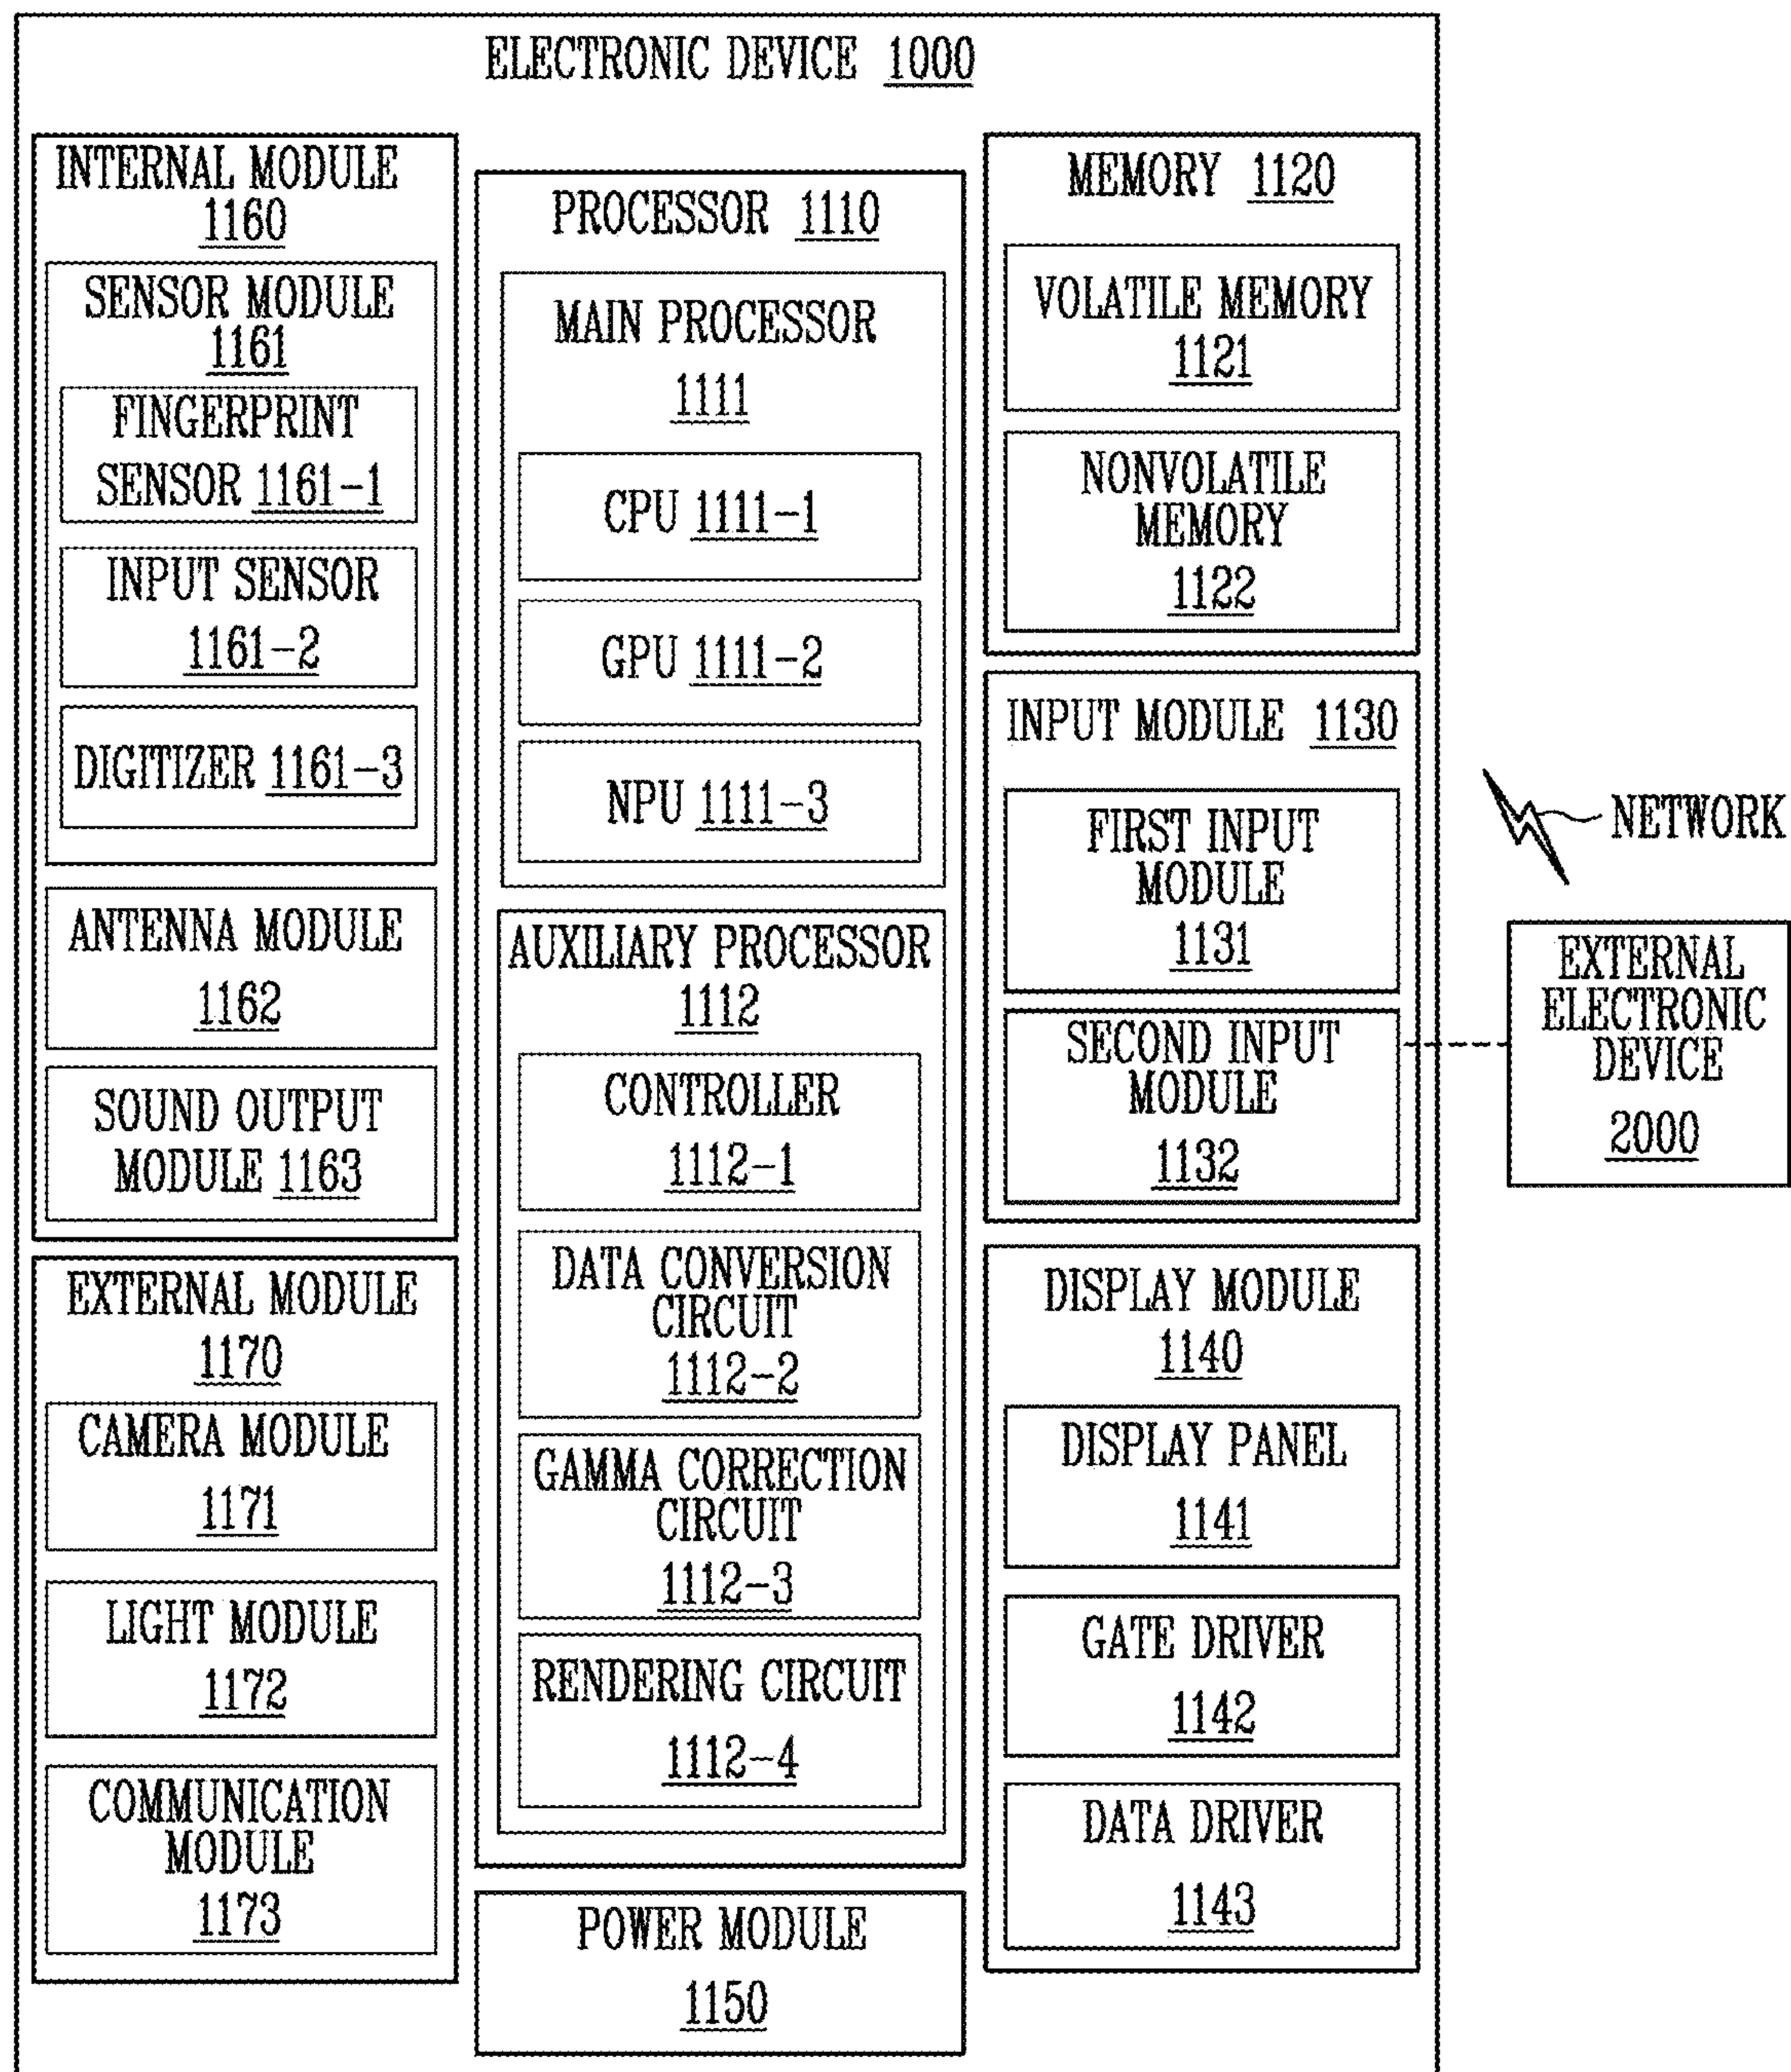 ELECTRONIC DEVICE 1000
INTERNAL MODULE
1160
SENSOR MODULE
1161
FINGERPRINT
SENSOR 1161-1
INPUT SENSOR
1161-2
DIGITIZER 1161-3
ANTENNA MODULE
1162
SOUND OUTPUT
MODULE 1163
EXTERNAL MODULE
1170
CAMERA MODULE
1171
LIGHT MODULE
1172
COMMUNICATION
MODULE
1173
PROCESSOR 1110
MAIN PROCESSOR
1111
CPU 1111-1
GPU 1111-2
NPU 1111-3
AUXILIARY PROCESSOR
1112
CONTROLLER
1112-1
DATA CONVERSION
CIRCUIT
1112-2
GAMMA CORRECTION
CIRCUIT
1112-3
RENDERING CIRCUIT
1112-4
POWER MODULE
1150
MEMORY 1120
VOLATILE MEMORY
1121
NONVOLATILE
MEMORY
1122
INPUT MODULE 1130
FIRST INPUT
MODULE
1131
SECOND INPUT
MODULE
1132
DISPLAY MODULE
1140
DISPLAY PANEL
1141
GATE DRIVER
1142
DATA DRIVER
1143
NETWORK
EXTERNAL
ELECTRONIC
DEVICE
2000